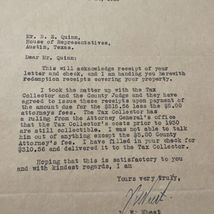 Mr. R. E. Quinn,
House of Representatives,
Austin, Texas.
Dear Mr. Quinn:
This will acknowledge receipt of your
letter and check, and I am handing you herewith
redemption receipts covering your property.
I took the matter up with the Tax
Collector and the County Judge and they have
agreed to issue these receipts upon payment of
the amount due for the $311.56 less the $5.00
attorneys fees. The Tax Collector has
a ruling from the Attorney General's office
that the Tax Collector's costs prior to 1930
are still collectible. I was not able to talk
him out of anything except the $5.00 County
Attorney's fee. I have filled in your check for
$310.56 and delivered it to the Tax Collector.
Hoping that this is satisfactory to you
and with kindest regards, I am
Yours very truly,
Wheat